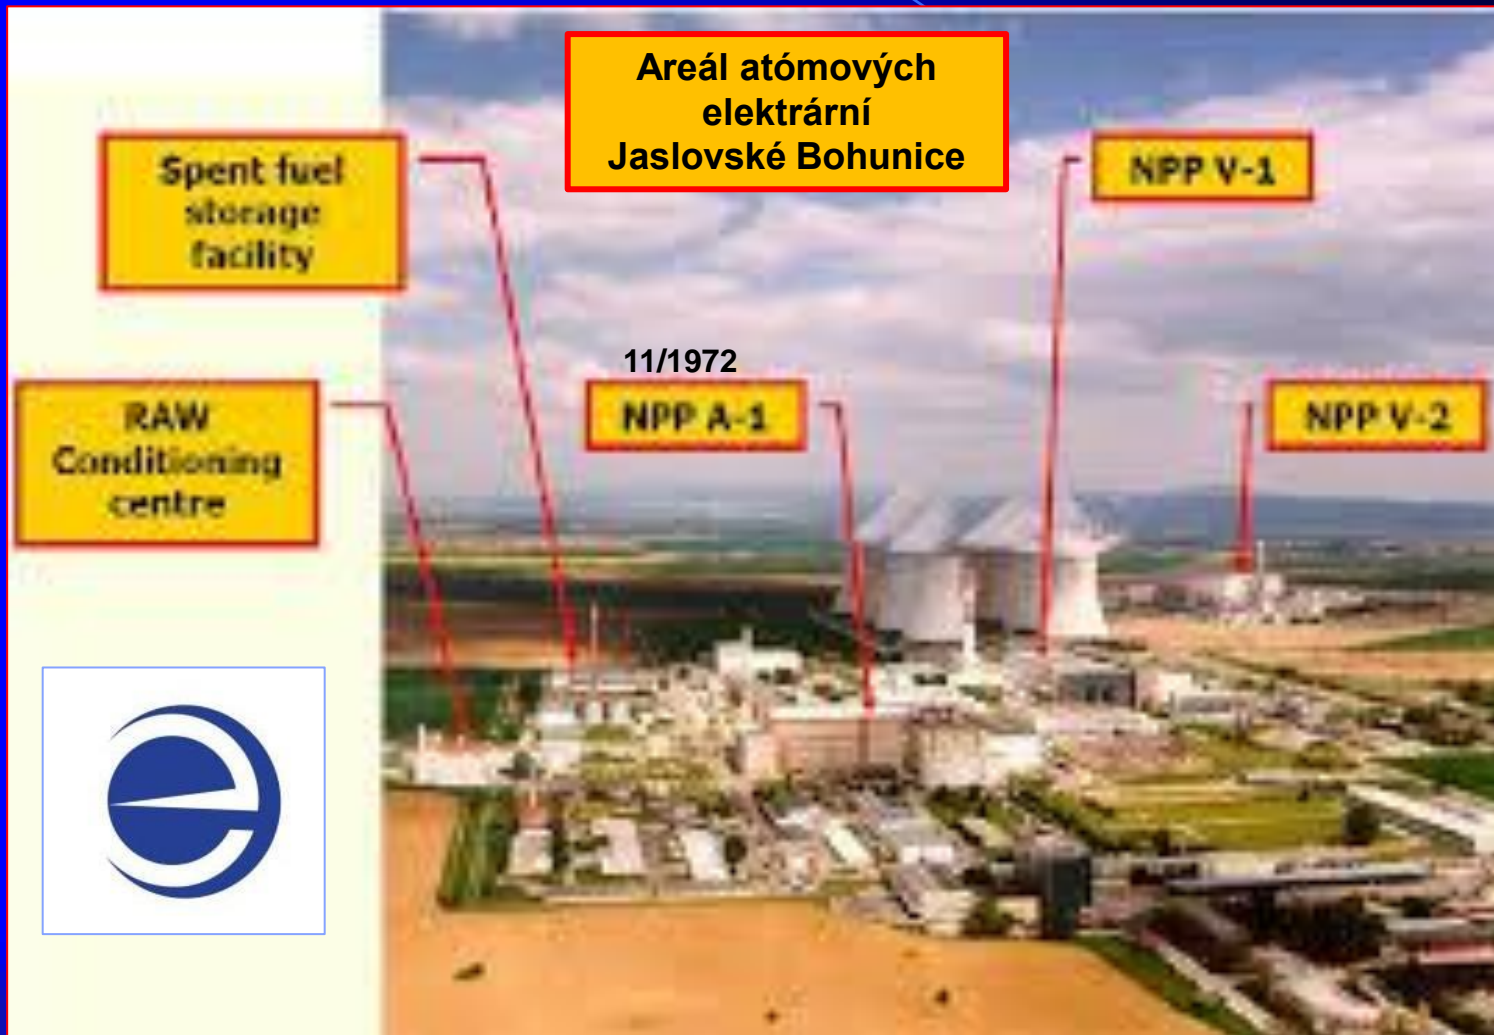 Areál atómových
elektrární
Jaslovské Bohunice
Spent fuel
storage
facility
NPP V-1
11/1972
NPP A-1
NPP V-2
RAW
Conditioning
centre